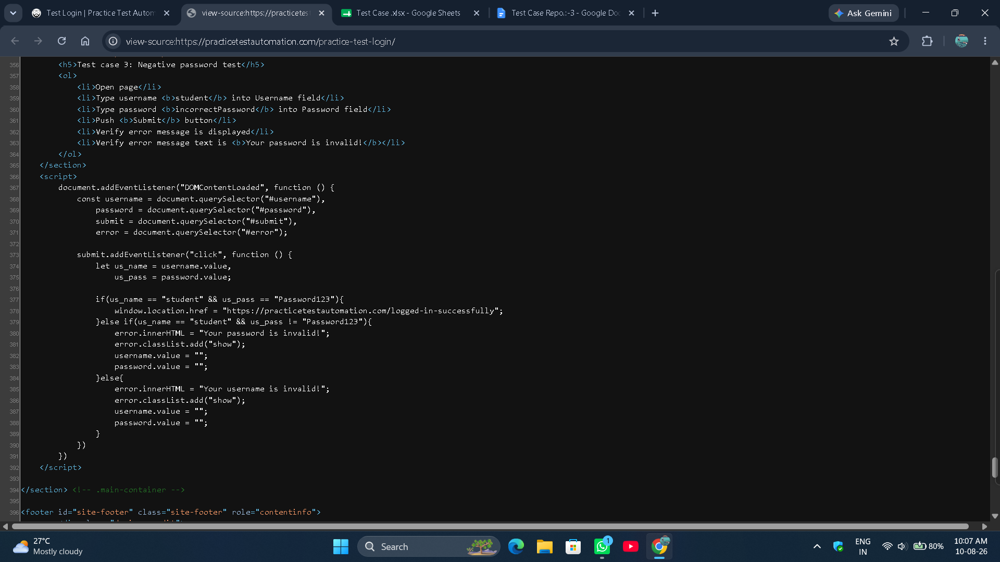 Test Login | Practice Test Autom
view-source:https://practicetes
Test Case .xlsx - Google Sheets
Test Case Repo.:-3 - Google Doc
Ask Gemini
view-source:https://practicetestautomation.com/practice-test-login/
356 <h5>Test case 3: Negative password test</h5>
357 <ol>
358 <li>Open page</li>
359 <li>Type username <b>student</b> into Username field</li>
360 <li>Type password <b>incorrectPassword</b> into Password field</li>
361 <li>Push <b>Submit</b> button</li>
362 <li>Verify error message is displayed</li>
363 <li>Verify error message text is <b>Your password is invalid!</b></li>
364 </ol>
365 </section>
366 <script>
367 document.addEventListener("DOMContentLoaded", function () {
368 const username = document.querySelector("#username"),
369 password = document.querySelector("#password"),
370 submit = document.querySelector("#submit"),
371 error = document.querySelector("#error");
372
373 submit.addEventListener("click", function () {
374 let us_name = username.value,
375 us_pass = password.value;
376
377 if(us_name == "student" && us_pass == "Password123"){
378 window.location.href = "https://practicetestautomation.com/logged-in-successfully";
379 }else if(us_name == "student" && us_pass != "Password123"){
380 error.innerHTML = "Your password is invalid!";
381 error.classList.add("show");
382 username.value = "";
383 password.value = "";
384 }else{
385 error.innerHTML = "Your username is invalid!";
386 error.classList.add("show");
387 username.value = "";
388 password.value = "";
389 }
390 })
391 })
392 </script>
393
394 </section> <!-- .main-container -->
395
396 <footer id="site-footer" class="site-footer" role="contentinfo">
27°C
Mostly cloudy
Search
1
ENG
IN
80%
10:07 AM
10-08-26